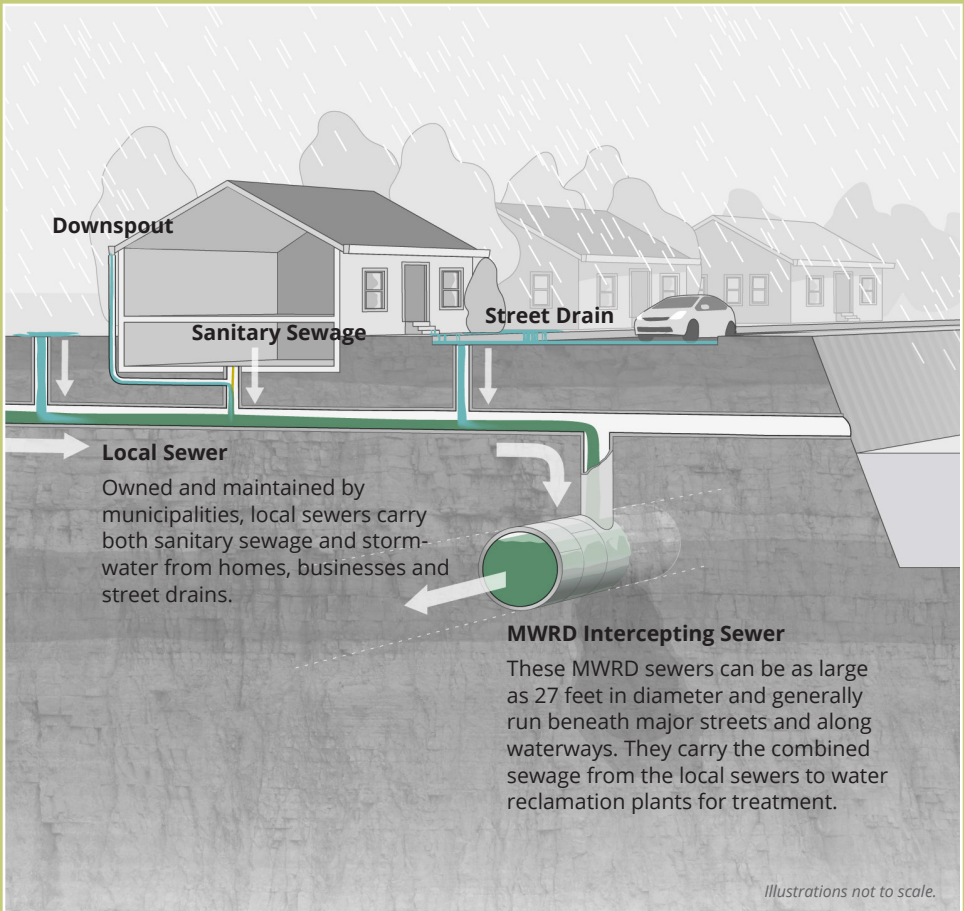 Downspout
Sanitary Sewage
Street Drain
Local Sewer
Owned and maintained by
municipalities, local sewers carry
both sanitary sewage and storm-
water from homes, businesses and
street drains.
MWRD Intercepting Sewer
These MWRD sewers can be as large
as 27 feet in diameter and generally
run beneath major streets and along
waterways. They carry the combined
sewage from the local sewers to water
reclamation plants for treatment.
Illustrations not to scale.